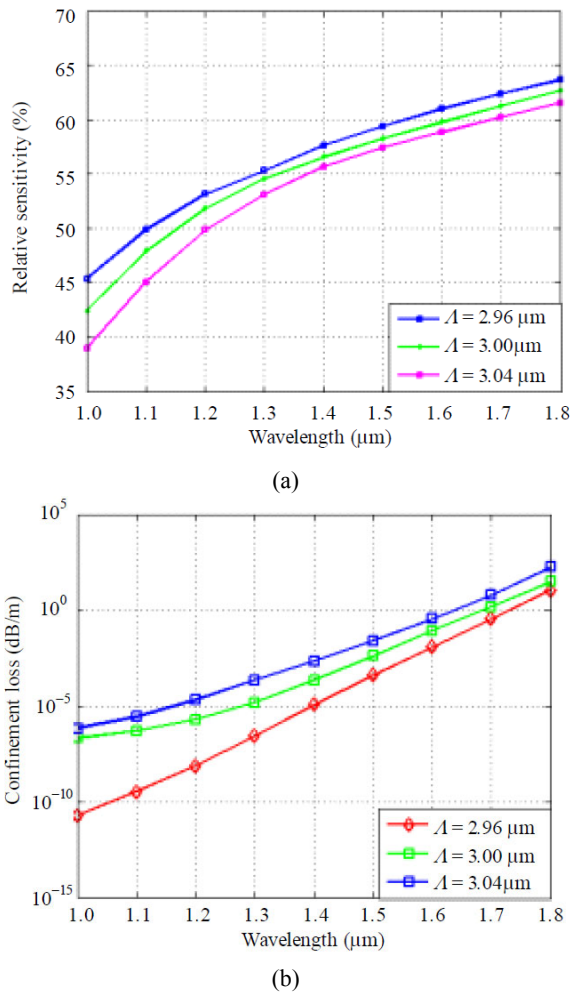 70
65
60
55
50
45
40
35
Relative sensitivity (%)
Λ = 2.96 μm
Λ = 3.00μm
Λ = 3.04 μm
1.0 1.1 1.2 1.3 1.4 1.5 1.6 1.7 1.8
Wavelength (μm)
(a)
10^5
10^0
10^−5
10^−10
10^−15
Confinement loss (dB/m)
Λ = 2.96 μm
Λ = 3.00 μm
Λ = 3.04μm
1.0 1.1 1.2 1.3 1.4 1.5 1.6 1.7 1.8
Wavelength (μm)
(b)